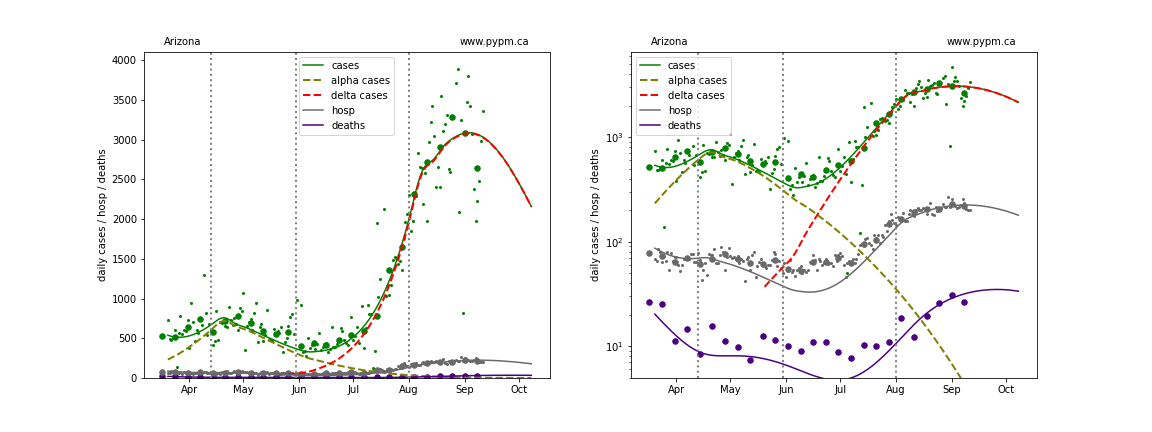 Arizona
www.pypm.ca
4000
3500
3000
2500
2000
1500
1000
500
0
daily cases / hosp / deaths
cases
alpha cases
delta cases
hosp
deaths
Apr May Jun Jul Aug Sep Oct
Arizona
www.pypm.ca
10³
10²
10¹
daily cases / hosp / deaths
cases
alpha cases
delta cases
hosp
deaths
Apr May Jun Jul Aug Sep Oct